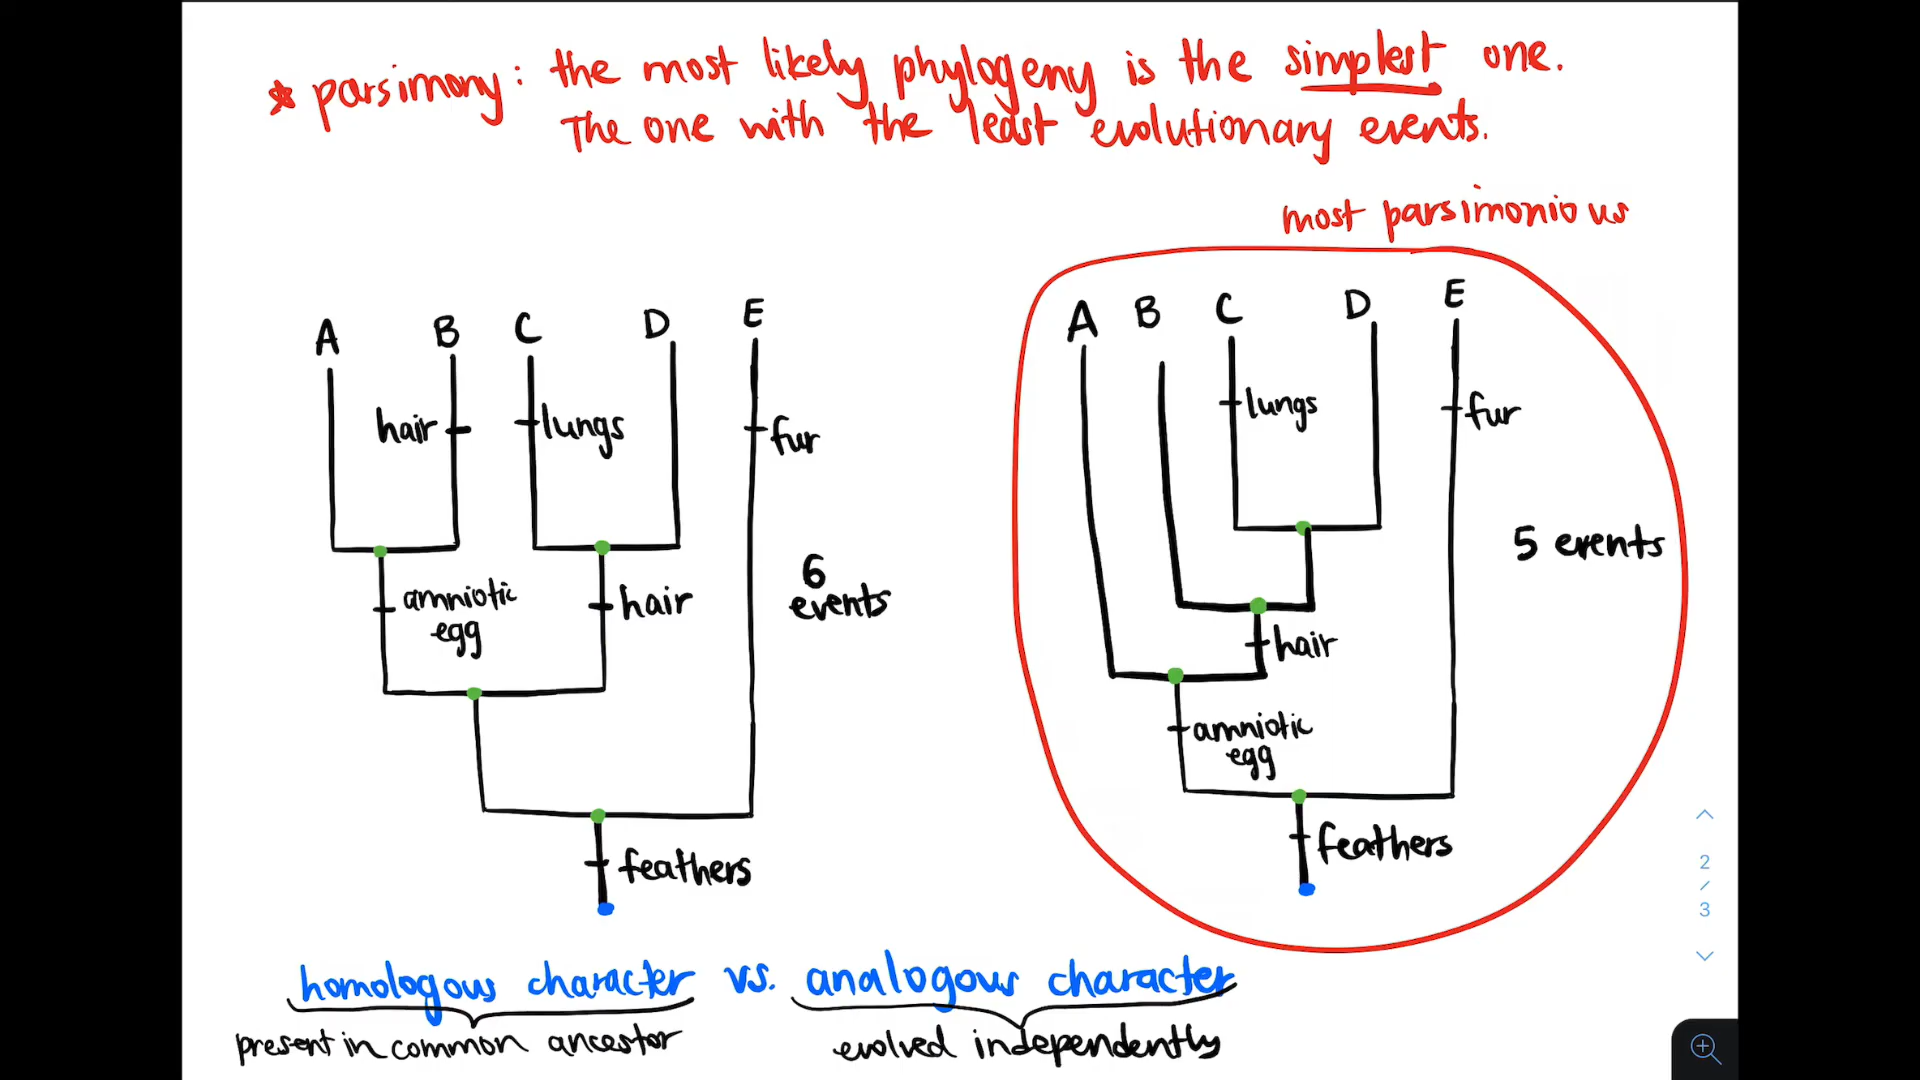 * parsimony: the most likely phylogeny is the simplest one.
The one with the least evolutionary events.
most parsimonious
A B C D E
hair
lungs
fur
amniotic
egg
hair
6
events
feathers
A B C D E
lungs
fur
5 events
hair
amniotic
egg
feathers
2
/
3
homologous character vs. analogous character
present in common ancestor
evolved independently